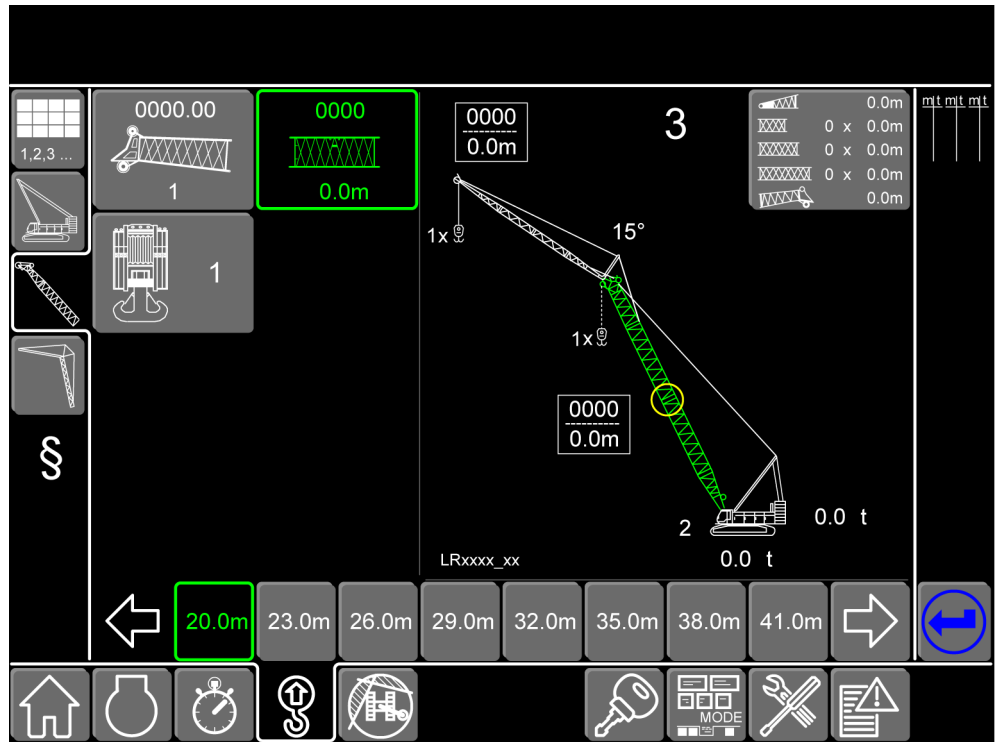 1,2,3 ...
0000.00
1
0000
0.0m
1
§
0000
0.0m
3
1x
15°
1x
0000
0.0m
2
0.0 t
0.0 t
LRxxxx_xx
0.0m
0 x 0.0m
0 x 0.0m
0 x 0.0m
0.0m
m|t m|t m|t
20.0m 23.0m 26.0m 29.0m 32.0m 35.0m 38.0m 41.0m
MODE